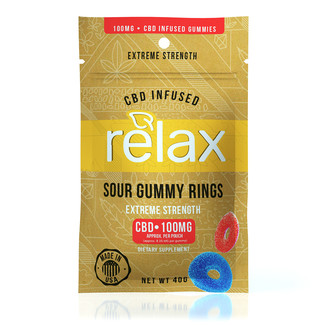 100MG • CBD INFUSED GUMMIES
EXTREME STRENGTH
CBD INFUSED
relax
SOUR GUMMY RINGS
EXTREME STRENGTH
CBD•100MG
APPROX. PER POUCH
DIETARY SUPPLEMENT
MADE IN
USA
NET WT 40G